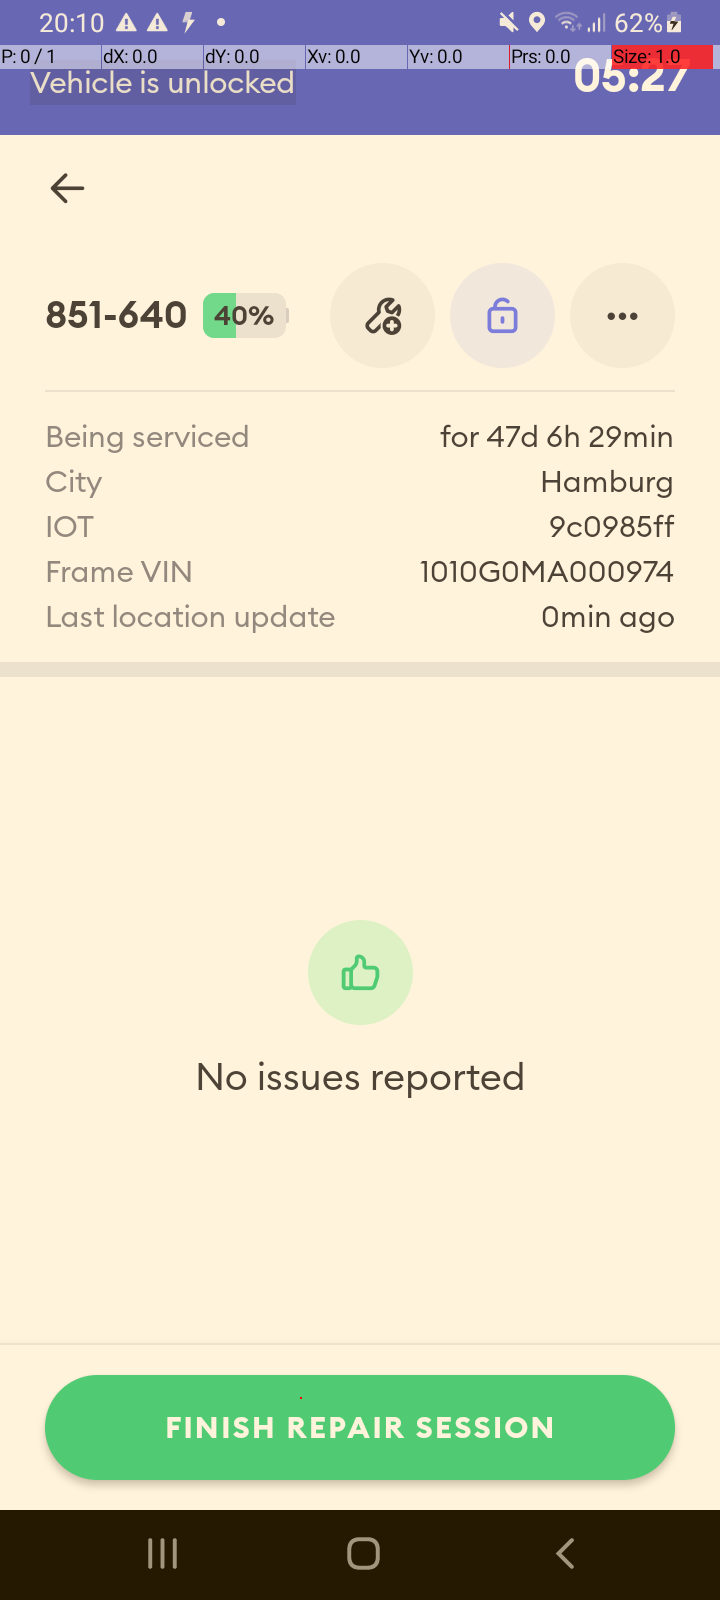 20:10 62%
P: 0 / 1 dX: 0.0 dY: 0.0 Xv: 0.0 Yv: 0.0 Prs: 0.0 Size: 1.0
Vehicle is unlocked 05:27
851-640 40%
Being serviced for 47d 6h 29min
City Hamburg
IOT 9c0985ff
Frame VIN 1010G0MA000974
Last location update 0min ago
No issues reported
FINISH REPAIR SESSION